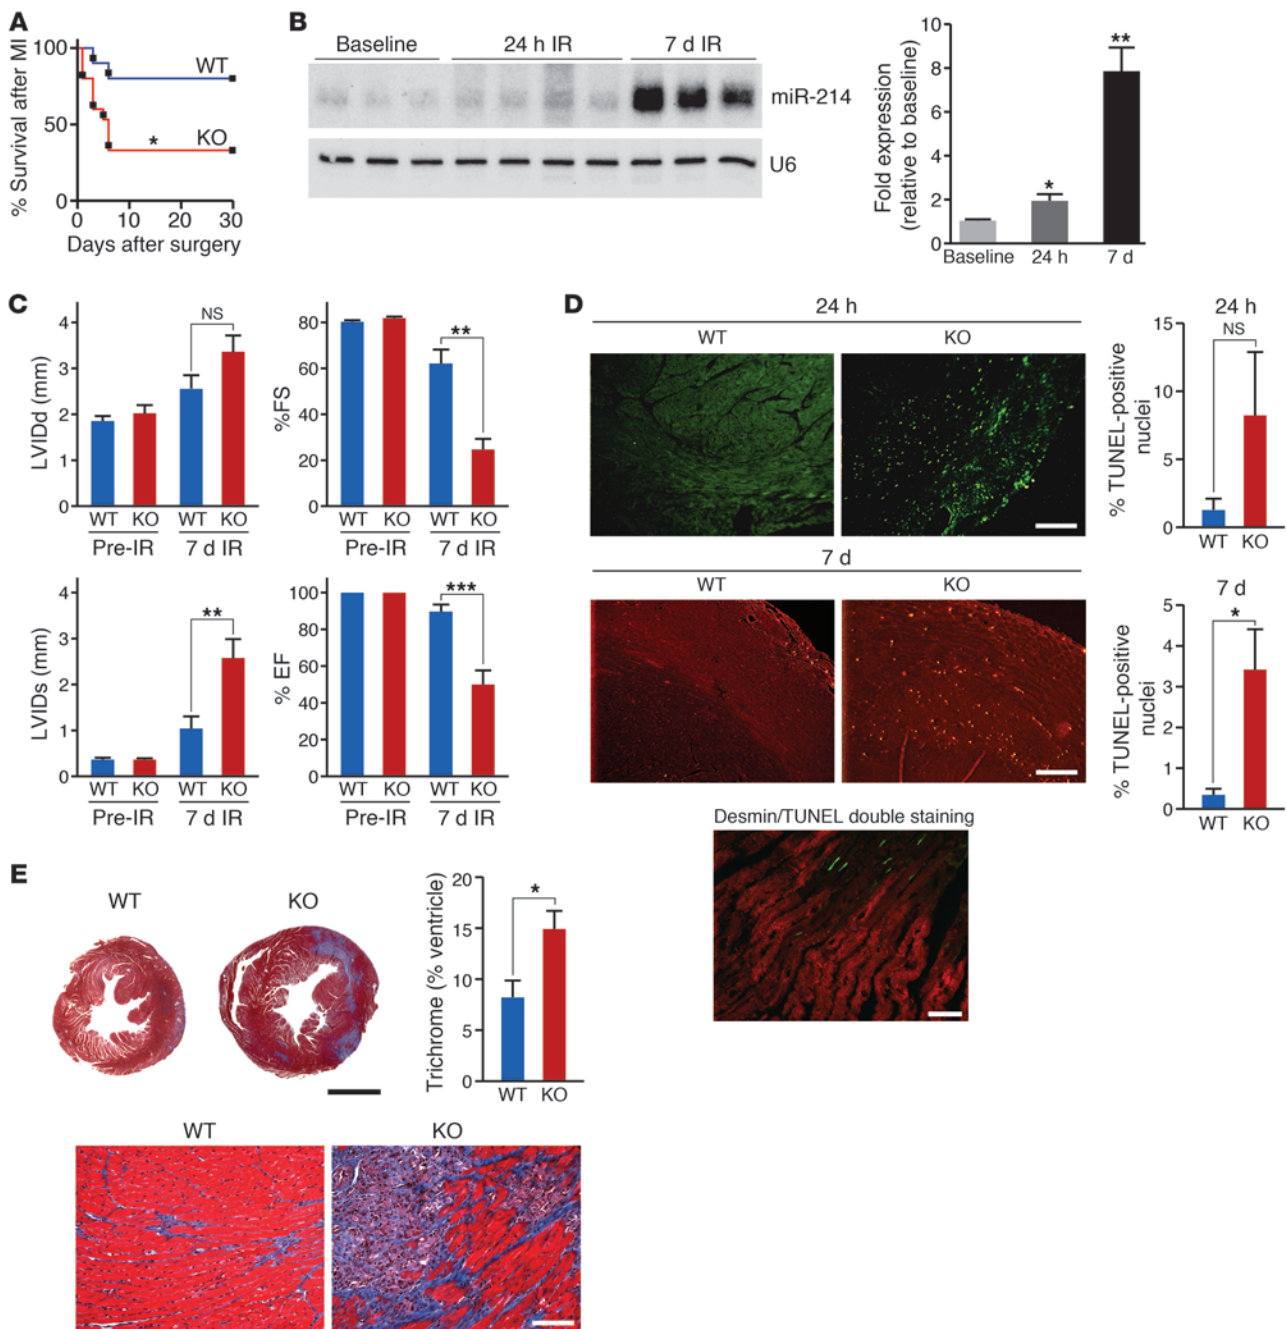 A
% Survival after MI
100
50
0
WT
KO
*
0 10 20 30
Days after surgery
B
Baseline 24 h IR 7 d IR
miR-214
U6
Fold expression
(relative to baseline)
10
8
6
4
2
0
*
**
Baseline 24 h 7 d
C
LVIDd (mm)
4
3
2
1
0
NS
WT KO WT KO
Pre-IR 7 d IR
%FS
80
60
40
20
0
**
WT KO WT KO
Pre-IR 7 d IR
LVIDs (mm)
4
3
2
1
0
**
WT KO WT KO
Pre-IR 7 d IR
% EF
100
80
60
40
20
0
***
WT KO WT KO
Pre-IR 7 d IR
D
24 h
WT KO
24 h
% TUNEL-positive
nuclei
15
10
5
0
NS
WT KO
7 d
WT KO
7 d
% TUNEL-positive
nuclei
5
4
3
2
1
0
*
WT KO
Desmin/TUNEL double staining
E
WT KO
Trichrome (% ventricle)
20
15
10
5
0
*
WT KO
WT KO